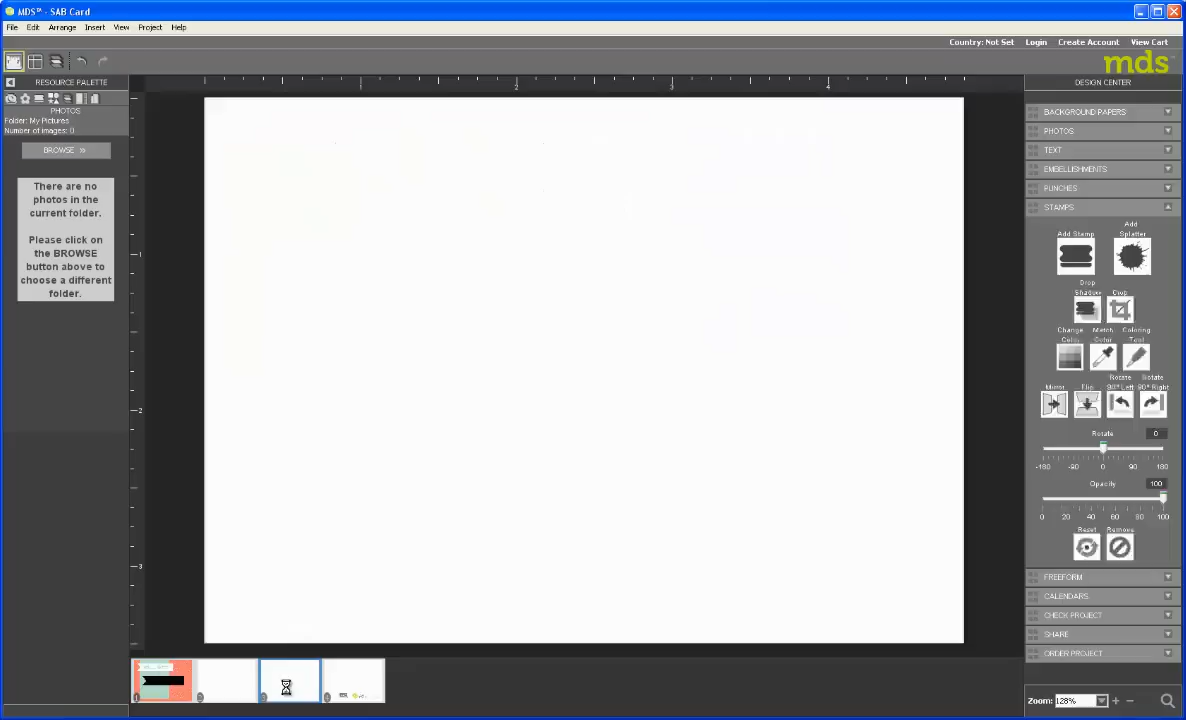 MDS™ - SAB Card
File Edit Arrange Insert View Project Help
Country: Not Set Login Create Account View Cart
mds
RESOURCE PALETTE
PHOTOS
Folder: My Pictures
Number of images: 0
BROWSE »
There are no
photos in the
current folder.
Please click on
the BROWSE
button above to
choose a different
folder.
1 2 3 4
1
2
3
DESIGN CENTER
BACKGROUND PAPERS
PHOTOS
TEXT
EMBELLISHMENTS
PUNCHES
STAMPS
Add Stamp
Add Splatter
Drop Shadow
Crop
Change Color
Match Color
Coloring Tool
Mirror
Flip
Rotate 90° Left
Rotate 90° Right
Rotate 0
-180 -90 0 90 180
Opacity 100
0 20 40 60 80 100
Reset Remove
FREEFORM
CALENDARS
CHECK PROJECT
SHARE
ORDER PROJECT
1 2 3 4
Zoom: 128% + −